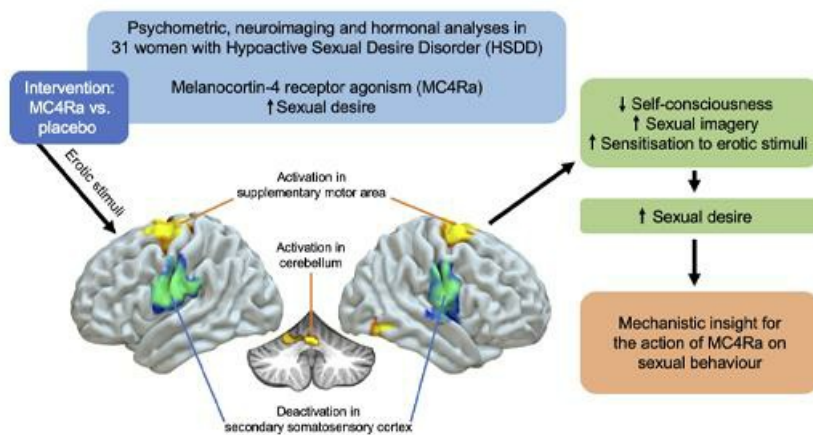 Psychometric, neuroimaging and hormonal analyses in
31 women with Hypoactive Sexual Desire Disorder (HSDD)
Melanocortin-4 receptor agonism (MC4Ra)
↑Sexual desire
Intervention:
MC4Ra vs.
placebo
Erotic stimuli
Activation in
supplementary motor area
Activation in
cerebellum
Deactivation in
secondary somatosensory cortex
↓ Self-consciousness
↑ Sexual imagery
↑ Sensitisation to erotic stimuli
↑ Sexual desire
Mechanistic insight for
the action of MC4Ra on
sexual behaviour